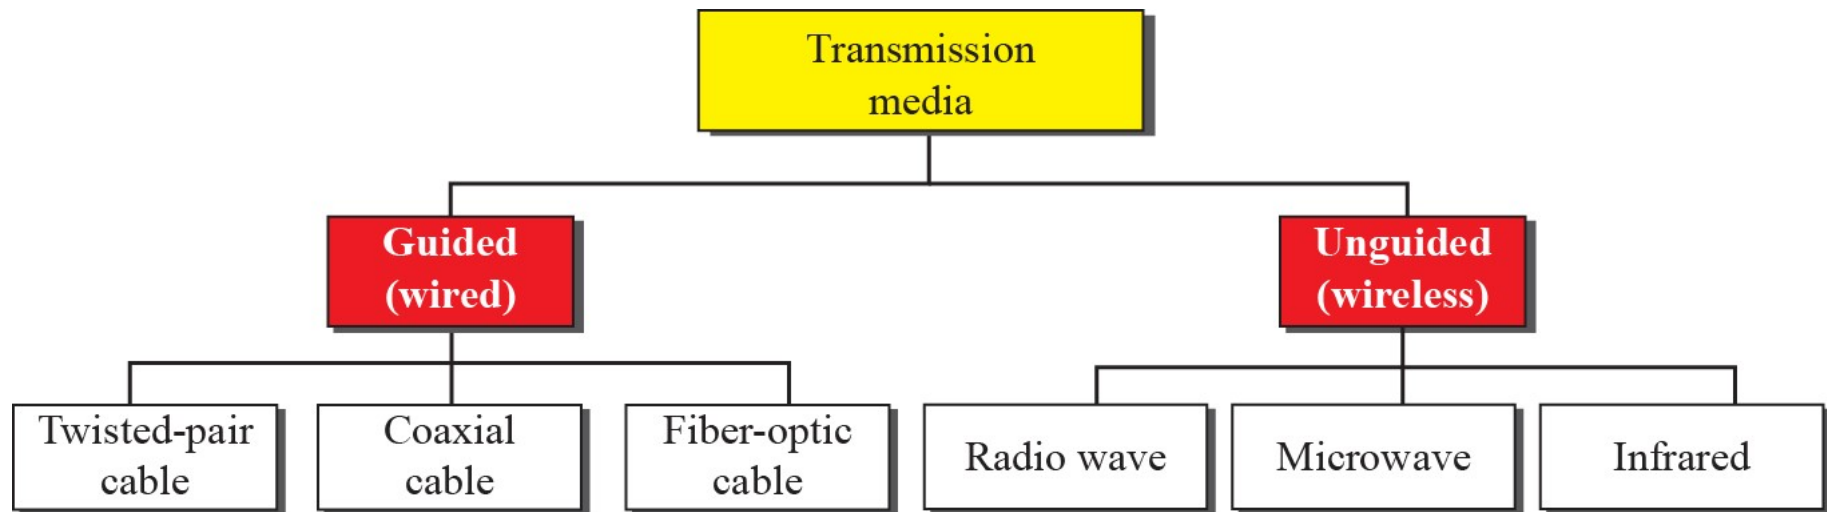 Transmission
media
Guided
(wired)
Unguided
(wireless)
Twisted-pair
cable
Coaxial
cable
Fiber-optic
cable
Radio wave
Microwave
Infrared